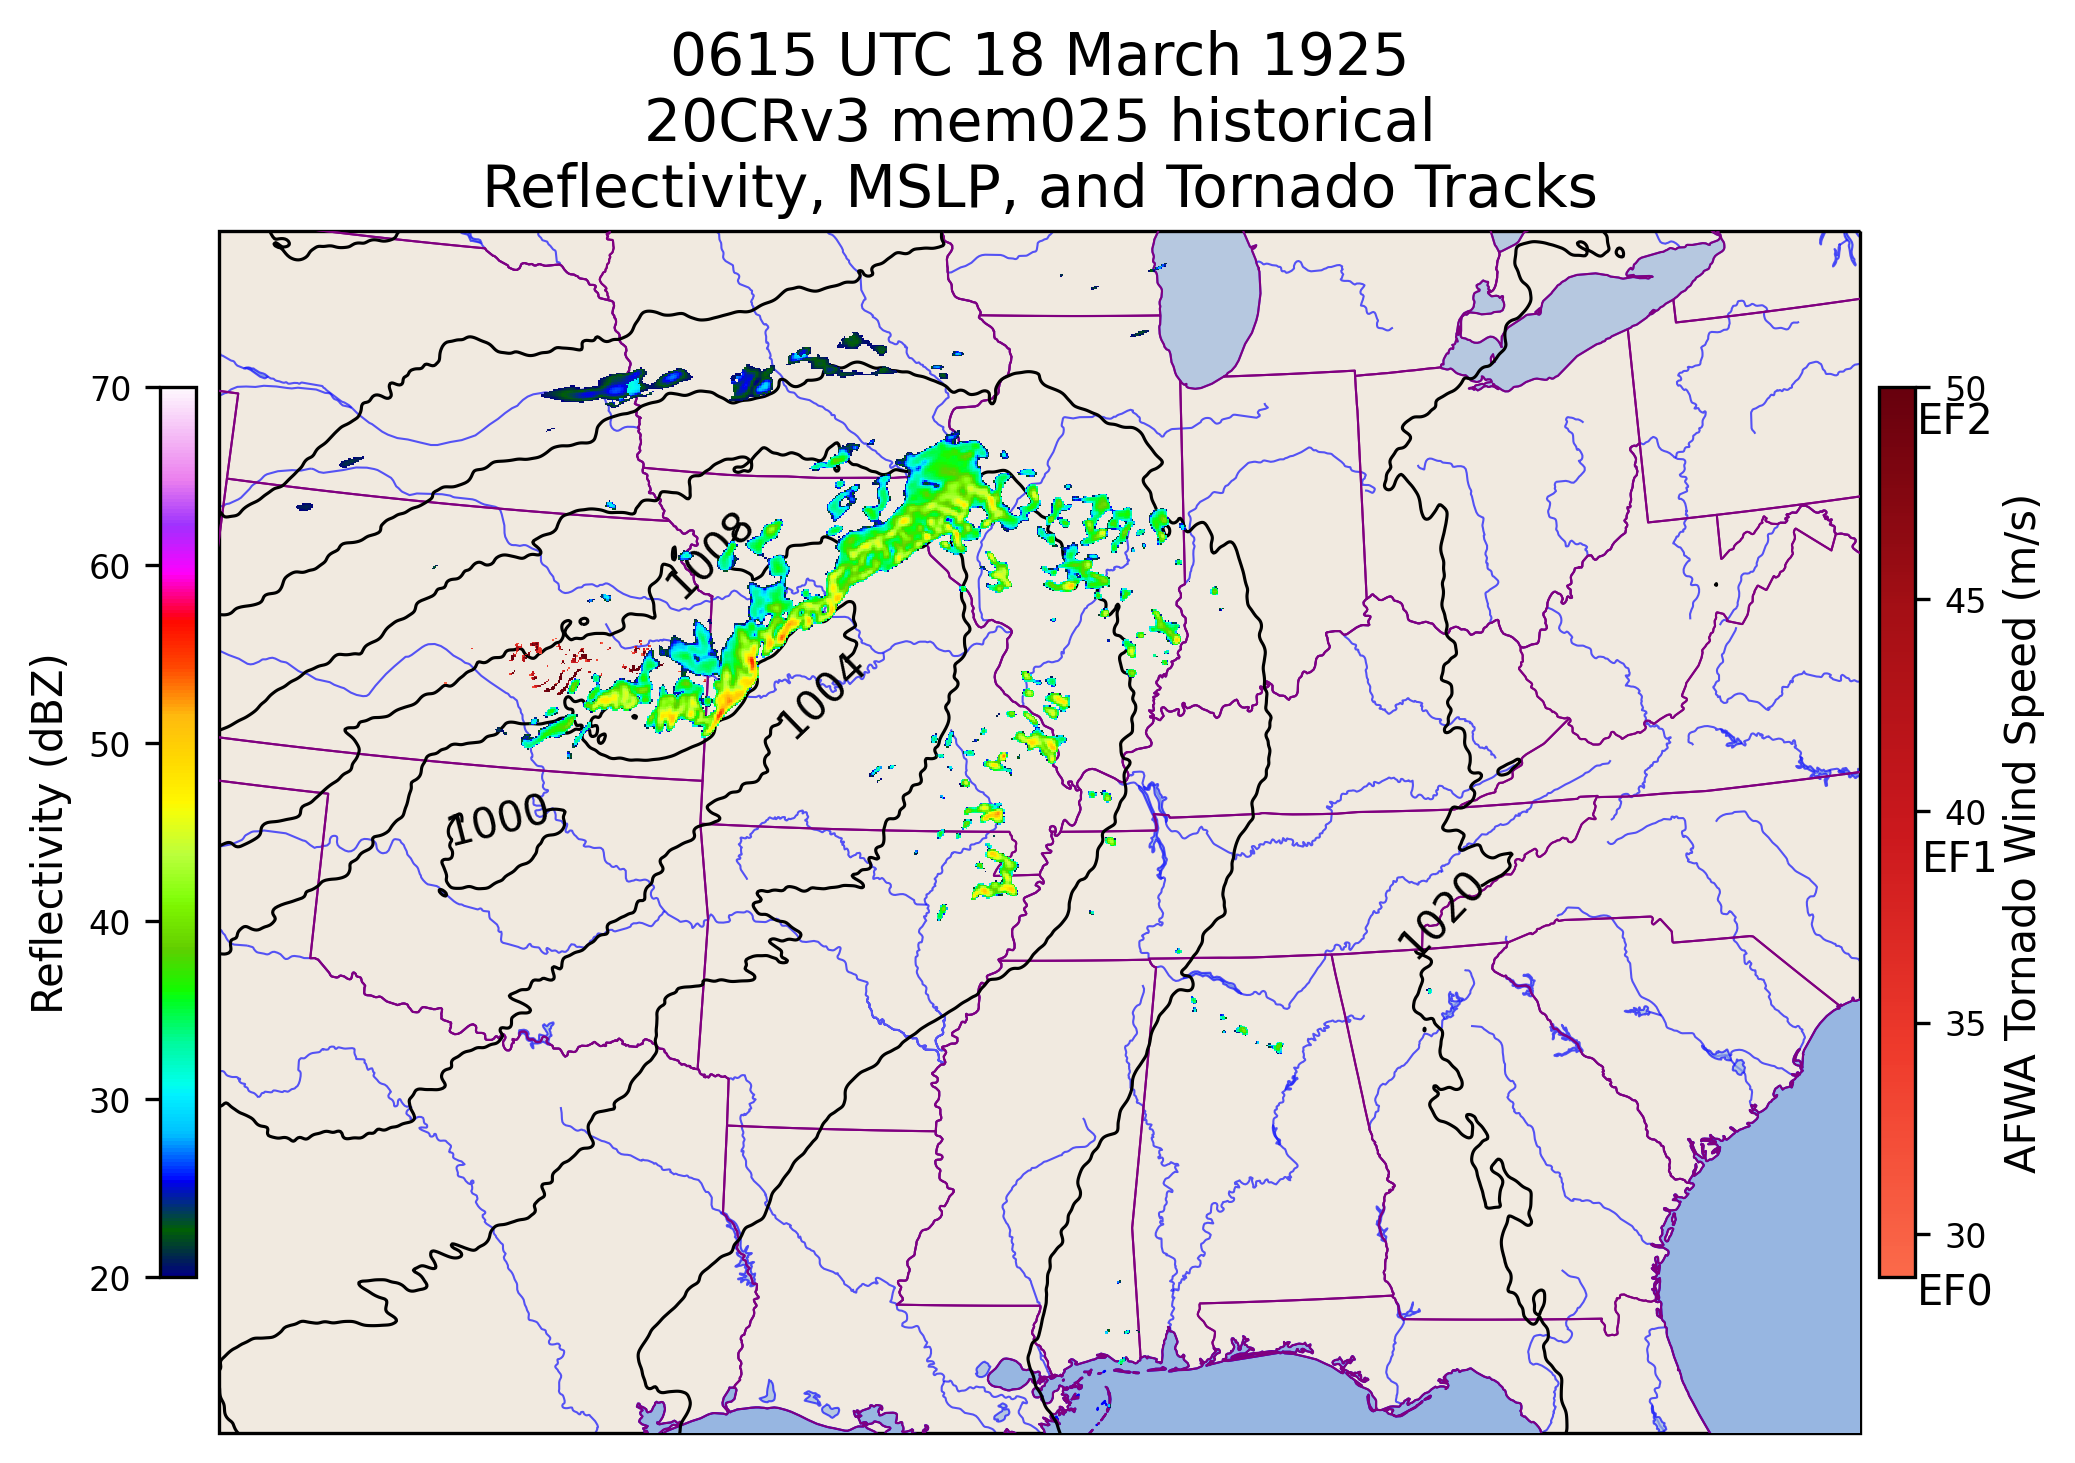 0615 UTC 18 March 1925
20CRv3 mem025 historical
Reflectivity, MSLP, and Tornado Tracks
70
60
50
40
30
20
Reflectivity (dBZ)
1008
1004
1000
1020
50
EF2
45
40
EF1
35
30
EF0
AFWA Tornado Wind Speed (m/s)